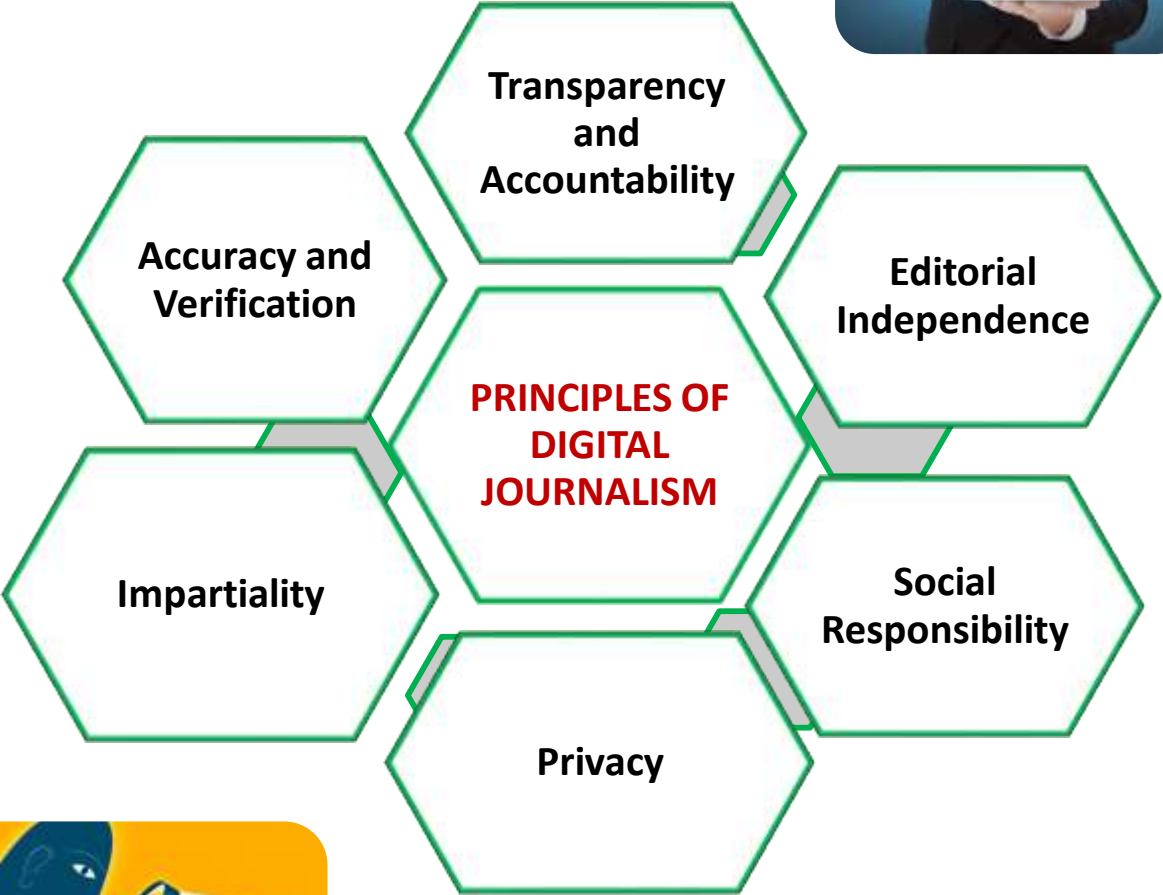 Transparency
and
Accountability
Accuracy and
Verification
Editorial
Independence
PRINCIPLES OF
DIGITAL
JOURNALISM
Impartiality
Social
Responsibility
Privacy